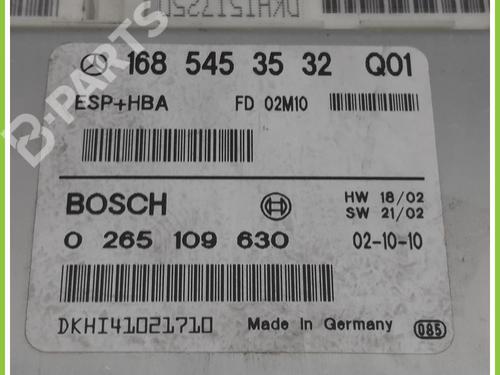 DKHI5I7250
168 545 35 32 Q01
ESP+HBA FD 02M10
BOSCH HW 18/02
SW 21/02
0 265 109 630 02-10-10
DKHI41021710 Made in Germany 085
B-PARTS